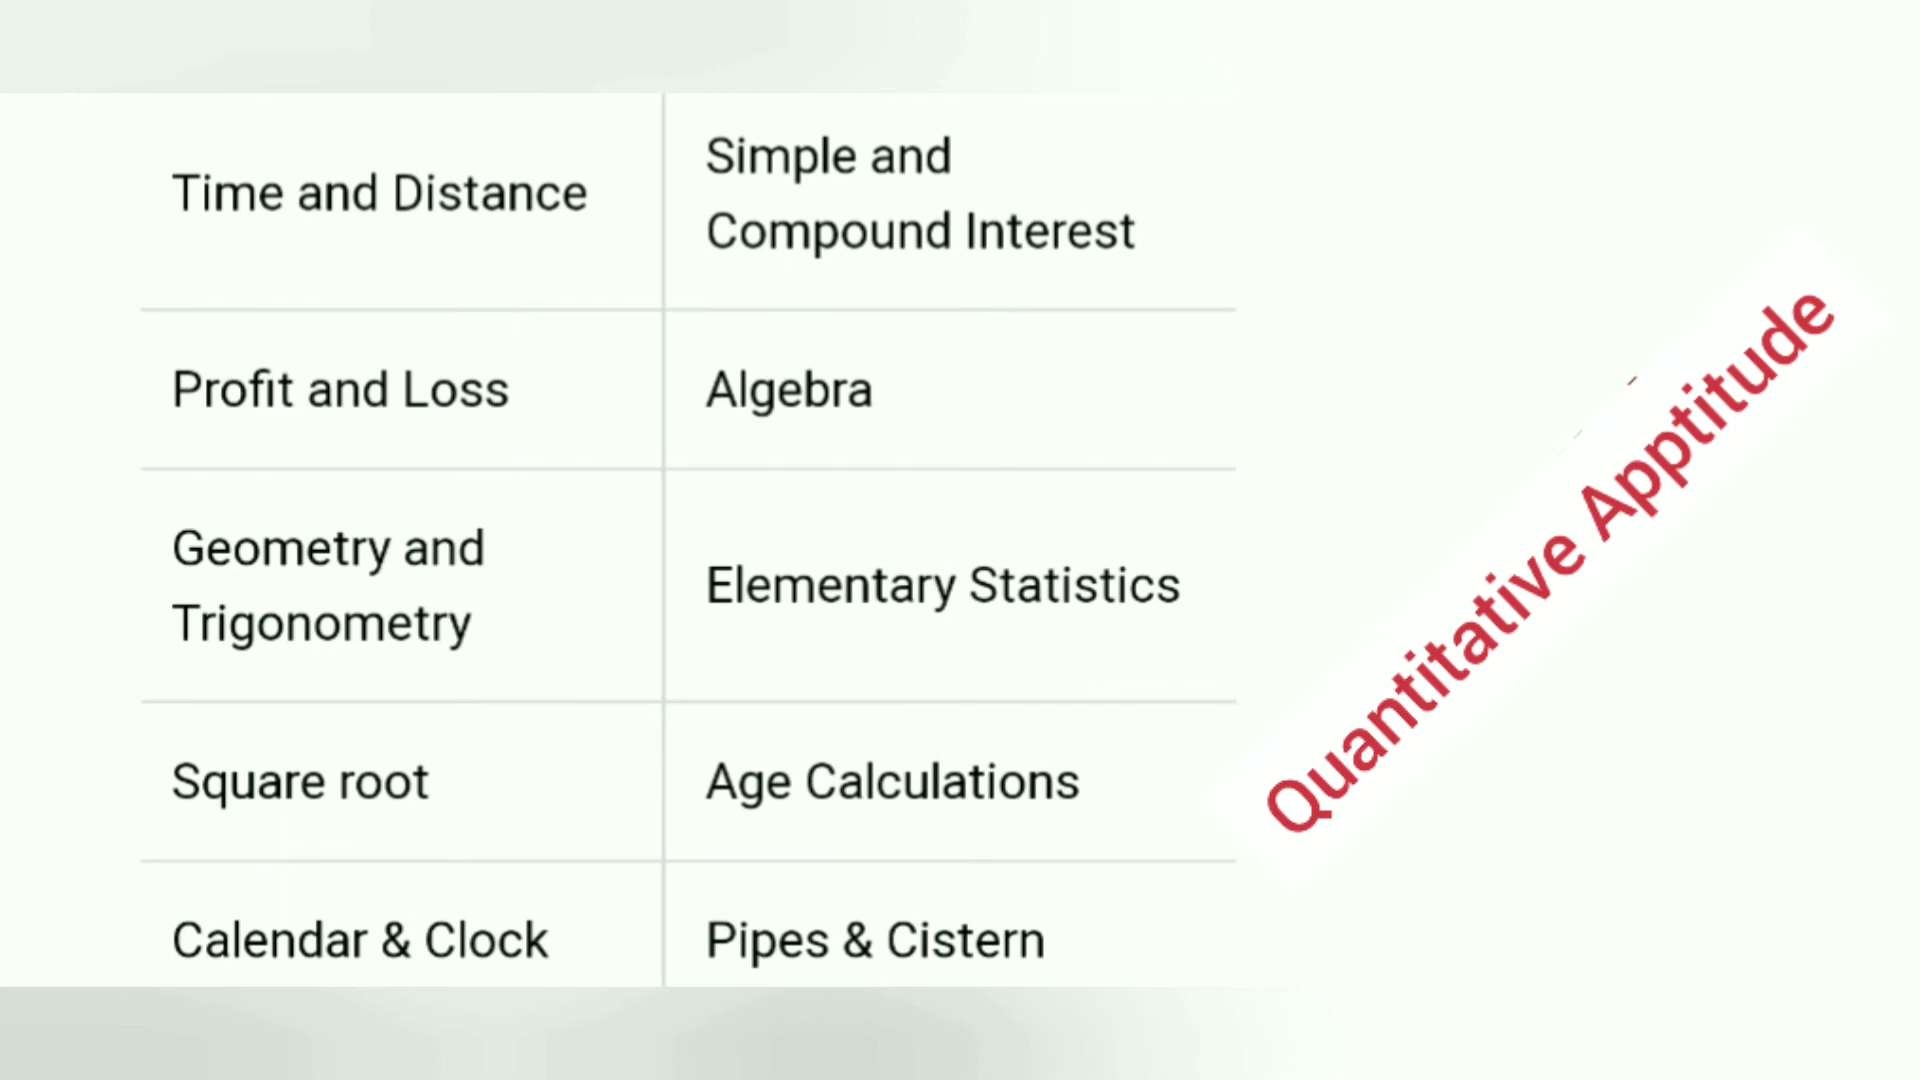 Time and Distance
Simple and
Compound Interest
Profit and Loss
Algebra
Geometry and
Trigonometry
Elementary Statistics
Square root
Age Calculations
Calendar & Clock
Pipes & Cistern
Quantitative Apptitude